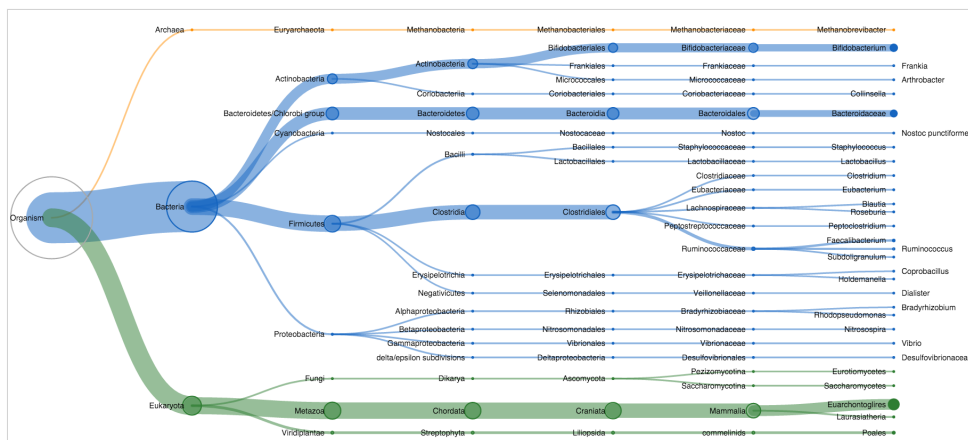 Archaea Euryarchaeota Methanobacteria Methanobacteriales Methanobacteriaceae Methanobrevibacter
Bifidobacteriales Bifidobacteriaceae Bifidobacterium
Actinobacteria
Frankiales Frankiaceae Frankia
Actinobacteria
Micrococcales Micrococcaceae Arthrobacter
Coriobacteria Coriobacteriales Coriobacteriaceae Collinsella
Bacteroidetes/Chlorobi group Bacteroidetes Bacteroidia Bacteroidales Bacteroidaceae
Cyanobacteria Nostocales Nostocaceae Nostoc Nostoc punctiforme
Bacillales Staphylococcaceae Staphylococcus
Bacilli
Lactobacillales Lactobacillaceae Lactobacillus
Clostridiaceae Clostridium
Eubacteriaceae Eubacterium
Blautia
Bacteria
Lachnospiraceae
Roseburia
Clostridia Clostridiales
Organism
Firmicutes
Peptostreptococcaceae Peptoclostridium
Faecalibacterium
Ruminococcaceae Ruminococcus
Subdoligranulum
Coprobacillus
Erysipelotrichia Erysipelotrichales Erysipelotrichaceae
Holdemanella
Negativicutes Selenomonadales Veillonellaceae Dialister
Bradyrhizobium
Alphaproteobacteria Rhizobiales Bradyrhizobiaceae
Rhodopseudomonas
Betaproteobacteria Nitrosomonadales Nitrosomonadaceae Nitrosospira
Proteobacteria
Gammaproteobacteria Vibrionales Vibrionaceae Vibrio
delta/epsilon subdivisions Deltaproteobacteria Desulfovibrionales Desulfovibrionaceae
Pezizomycotina Eurotiomycetes
Fungi Dikarya Ascomycota
Saccharomycotina Saccharomycetes
Eukaryota
Euarchontoglires
Metazoa Chordata Craniata Mammalia
Laurasiatheria
Viridiplantae Streptophyta Liliopsida commelinids Poales